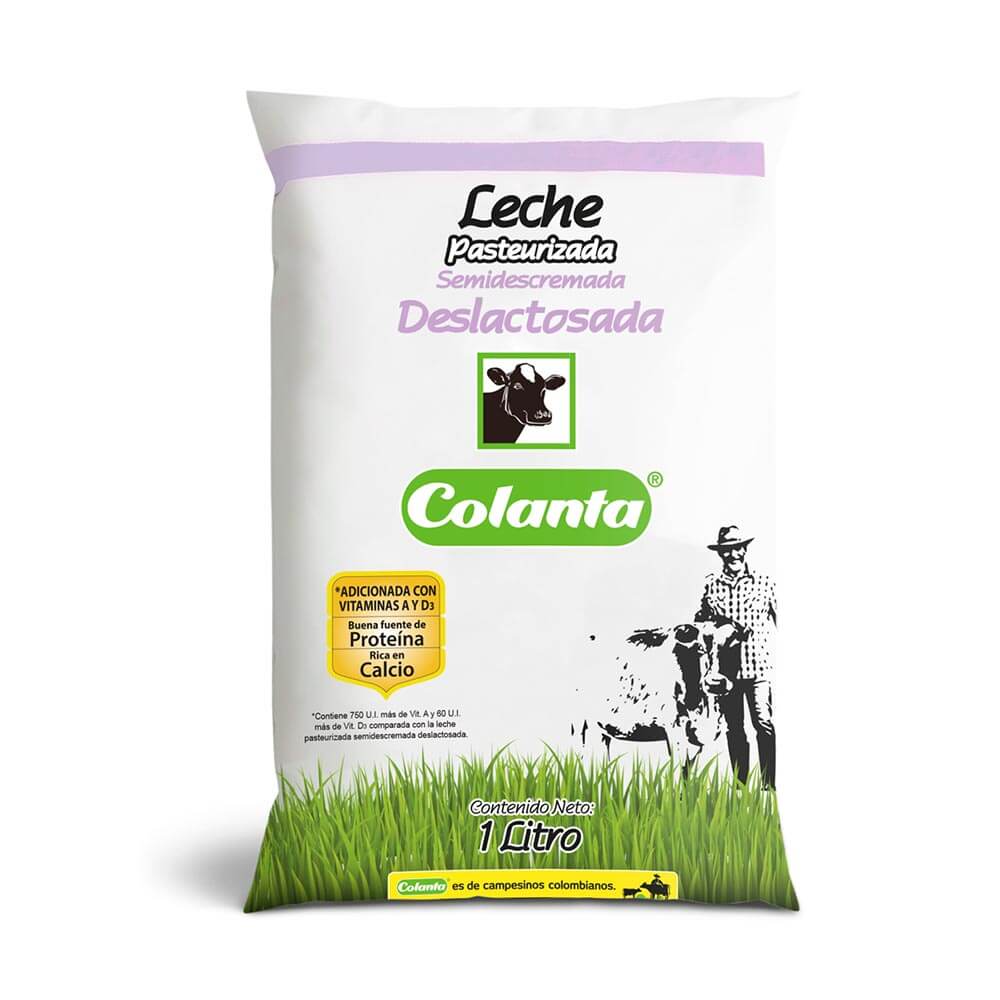 Leche
Pasteurizada
Semidescremada
Deslactosada
Colanta®
*ADICIONADA CON
VITAMINAS A Y D3
Buena fuente de
Proteína
Rica en
Calcio
*Contiene 750 U.I. más de Vit. A y 60 U.I.
más de Vit. D3 comparada con la leche
pasteurizada semidescremada deslactosada.
Contenido Neto:
1 Litro
Colanta® es de campesinos colombianos.